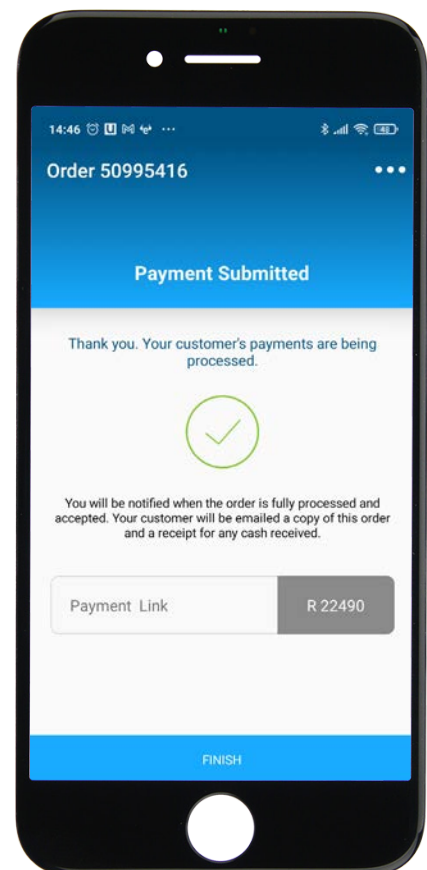 14:46
48
Order 50995416
Payment Submitted
Thank you. Your customer's payments are being
processed.
You will be notified when the order is fully processed and
accepted. Your customer will be emailed a copy of this order
and a receipt for any cash received.
Payment Link
R 22490
FINISH